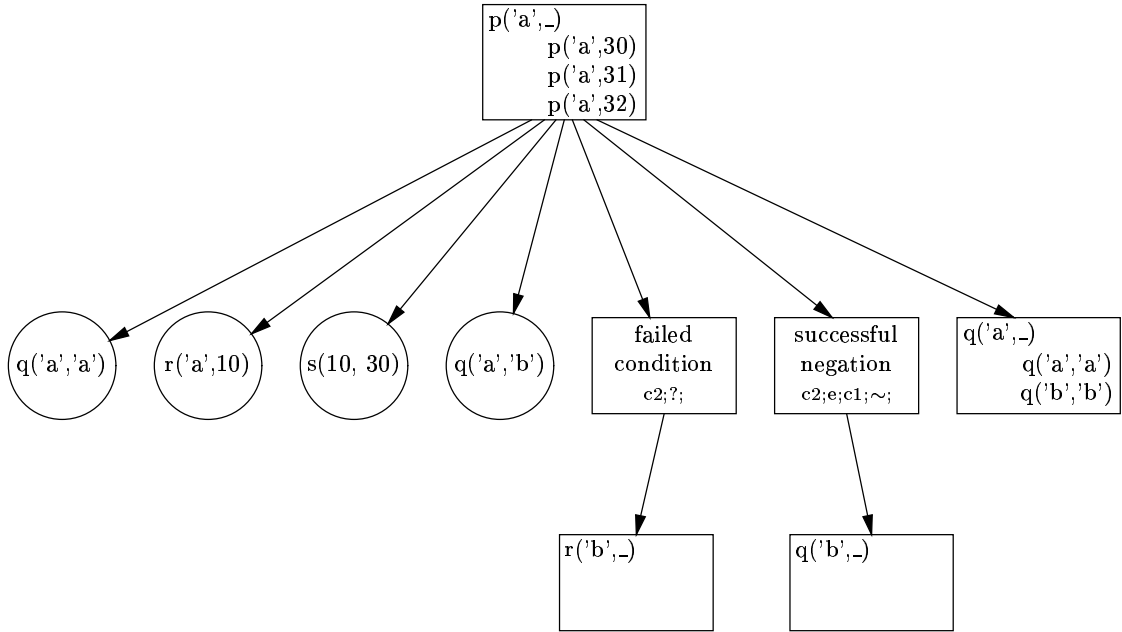 p('a',_)
p('a',30)
p('a',31)
p('a',32)
q('a','a')
r('a',10)
s(10, 30)
q('a','b')
failed
condition
c2;?;
successful
negation
c2;e;c1;∼;
q('a',_)
q('a','a')
q('b','b')
r('b',_)
q('b',_)